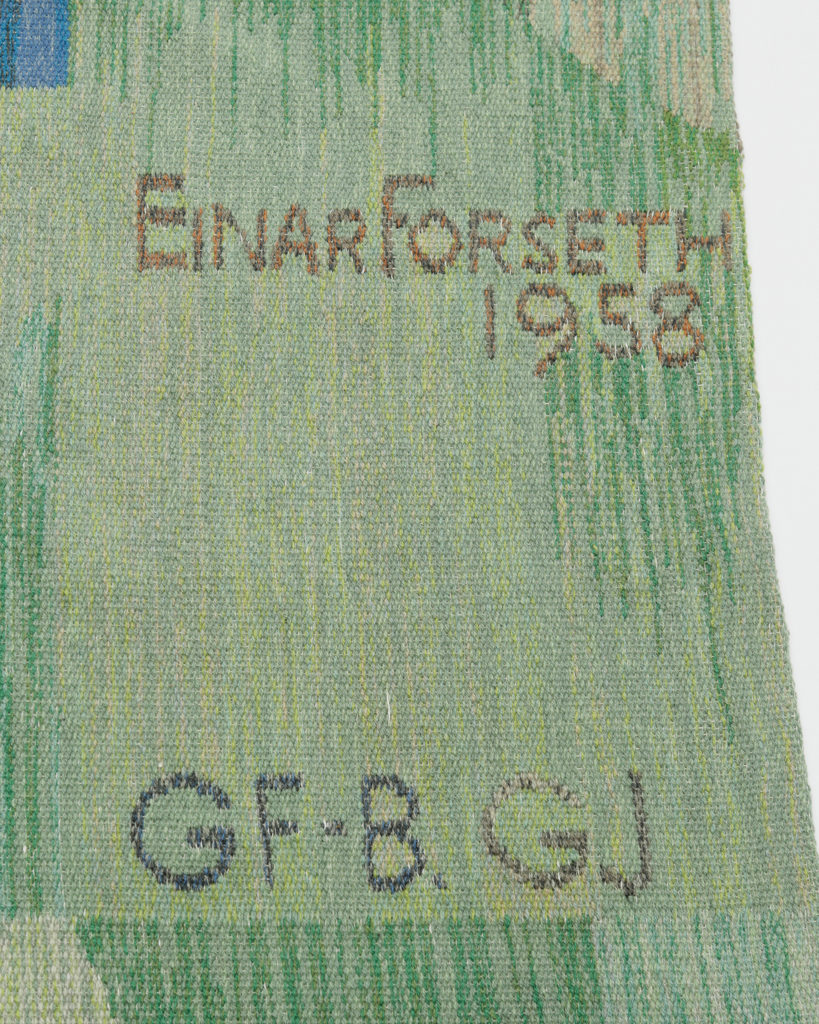 EINAR FORSETH
1958
GF-B. GJ